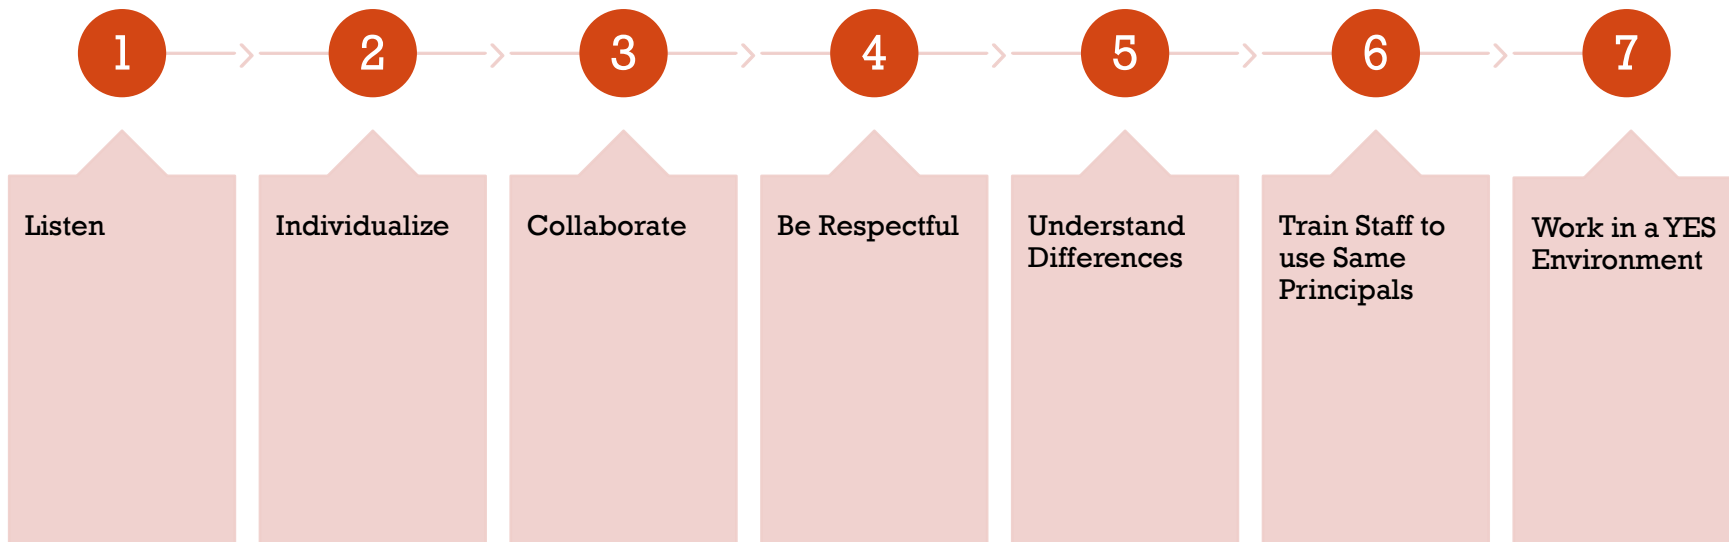 1
2
3
4
5
6
7
Listen
Individualize
Collaborate
Be Respectful
Understand
Differences
Train Staff to
use Same
Principals
Work in a YES
Environment